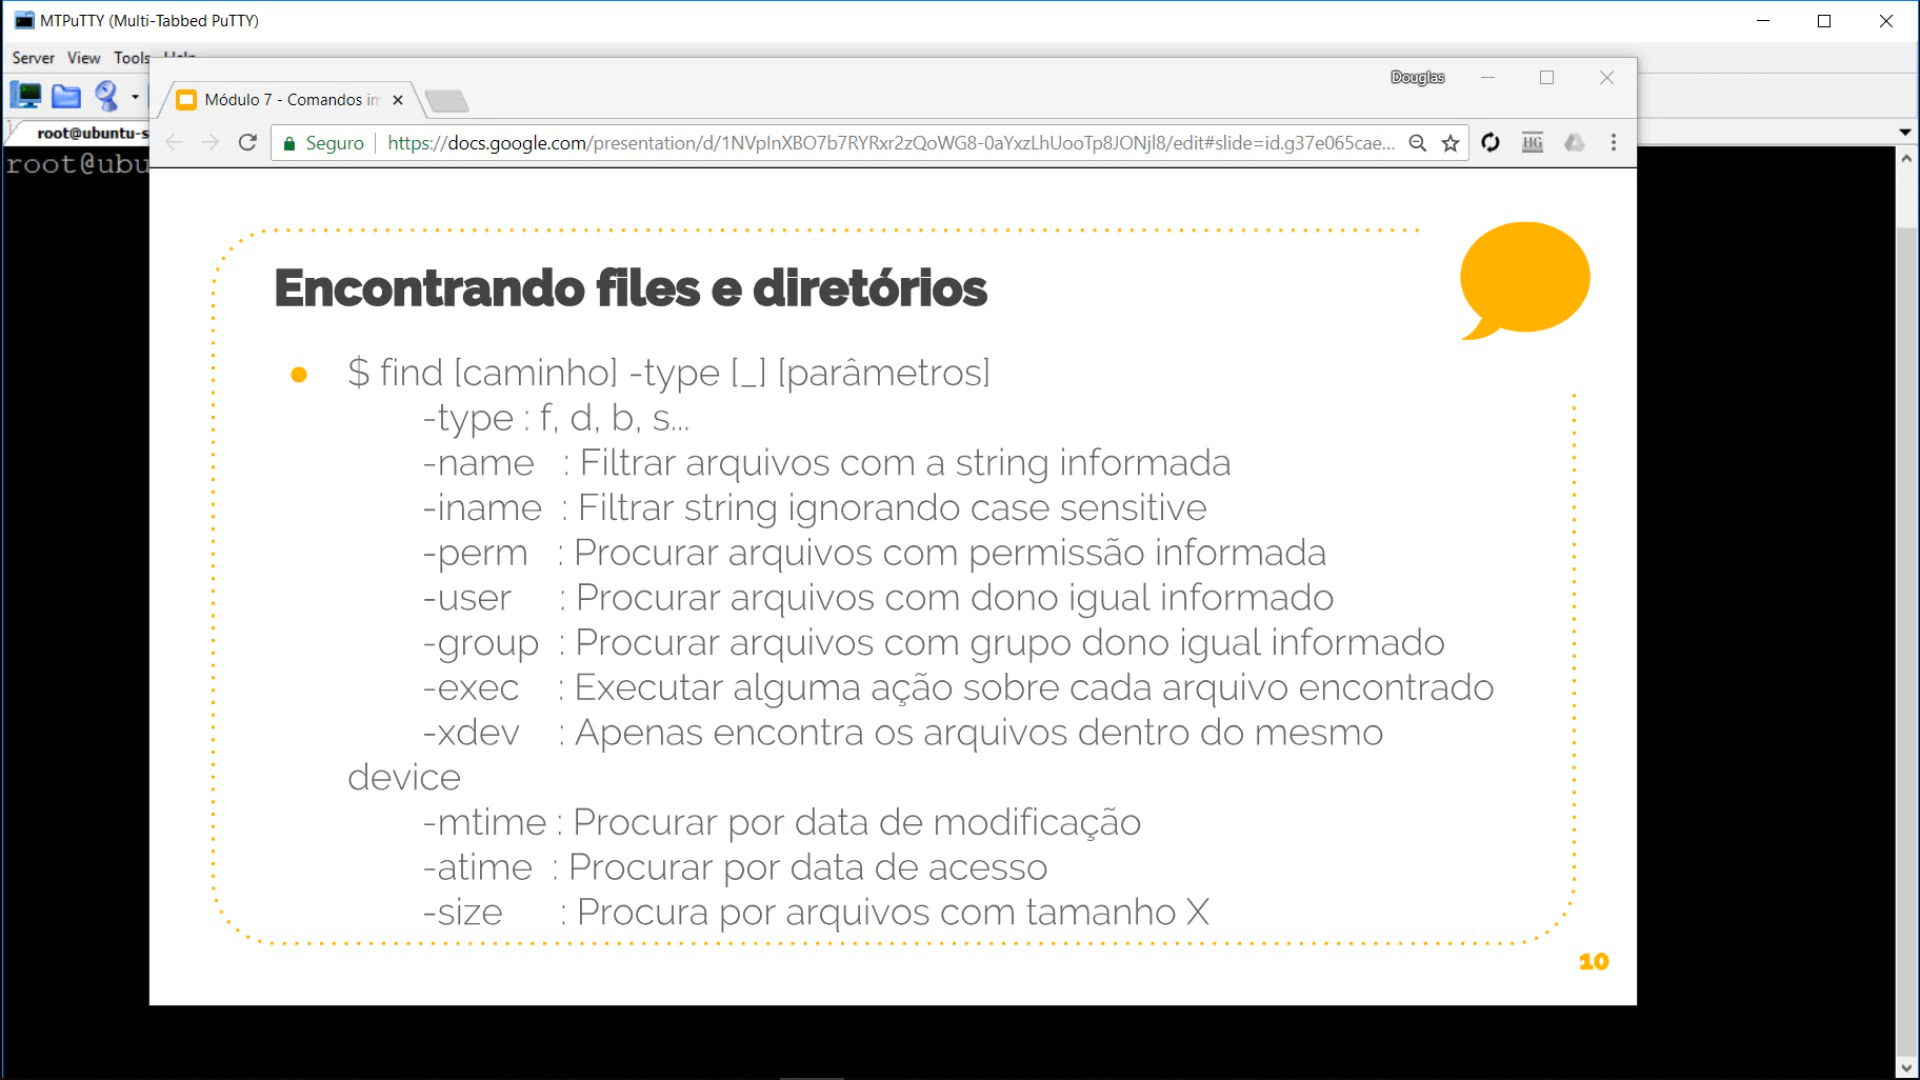 MTPuTTY (Multi-Tabbed PuTTY)
Server View Tools Help
Douglas
Módulo 7 - Comandos in
root@ubuntu-s
Seguro https://docs.google.com/presentation/d/1NVpInXBO7b7RYRxr2zQoWG8-0aYxzLhUooTp8JONjl8/edit#slide=id.g37e065cae...
HG
root@ubu
Encontrando files e diretórios
$ find [caminho] -type [_] [parâmetros]
-type : f, d, b, s...
-name : Filtrar arquivos com a string informada
-iname : Filtrar string ignorando case sensitive
-perm : Procurar arquivos com permissão informada
-user : Procurar arquivos com dono igual informado
-group : Procurar arquivos com grupo dono igual informado
-exec : Executar alguma ação sobre cada arquivo encontrado
-xdev : Apenas encontra os arquivos dentro do mesmo
device
-mtime : Procurar por data de modificação
-atime : Procurar por data de acesso
-size : Procura por arquivos com tamanho X
10